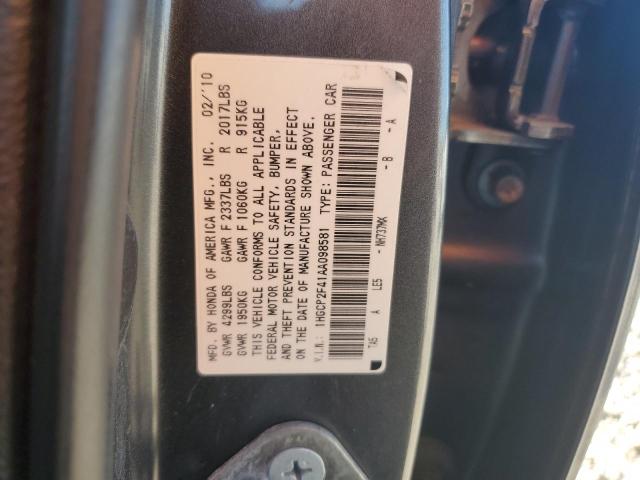 MFD. BY HONDA OF AMERICA MFG., INC. 02/'10
GVWR 4299LBS GAWR F 2337LBS R 2017LBS
GVWR 1950KG GAWR F 1060KG R 915KG
THIS VEHICLE CONFORMS TO ALL APPLICABLE
FEDERAL MOTOR VEHICLE SAFETY, BUMPER,
AND THEFT PREVENTION STANDARDS IN EFFECT
ON THE DATE OF MANUFACTURE SHOWN ABOVE.
V.I.N.: 1HGCP2F41AA098581 TYPE: PASSENGER CAR
TA5 A LE5 - NH737MX - B - A